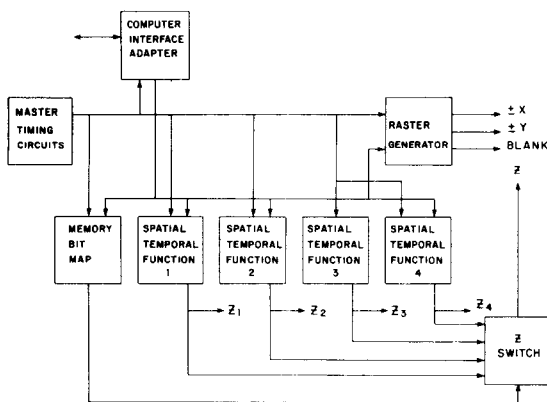 COMPUTER
INTERFACE
ADAPTER
MASTER
TIMING
CIRCUITS
RASTER
GENERATOR
± X
± Y
BLANK
Z
MEMORY
BIT
MAP
SPATIAL
TEMPORAL
FUNCTION
1
SPATIAL
TEMPORAL
FUNCTION
2
SPATIAL
TEMPORAL
FUNCTION
3
SPATIAL
TEMPORAL
FUNCTION
4
Z1
Z2
Z3
Z4
Z
SWITCH